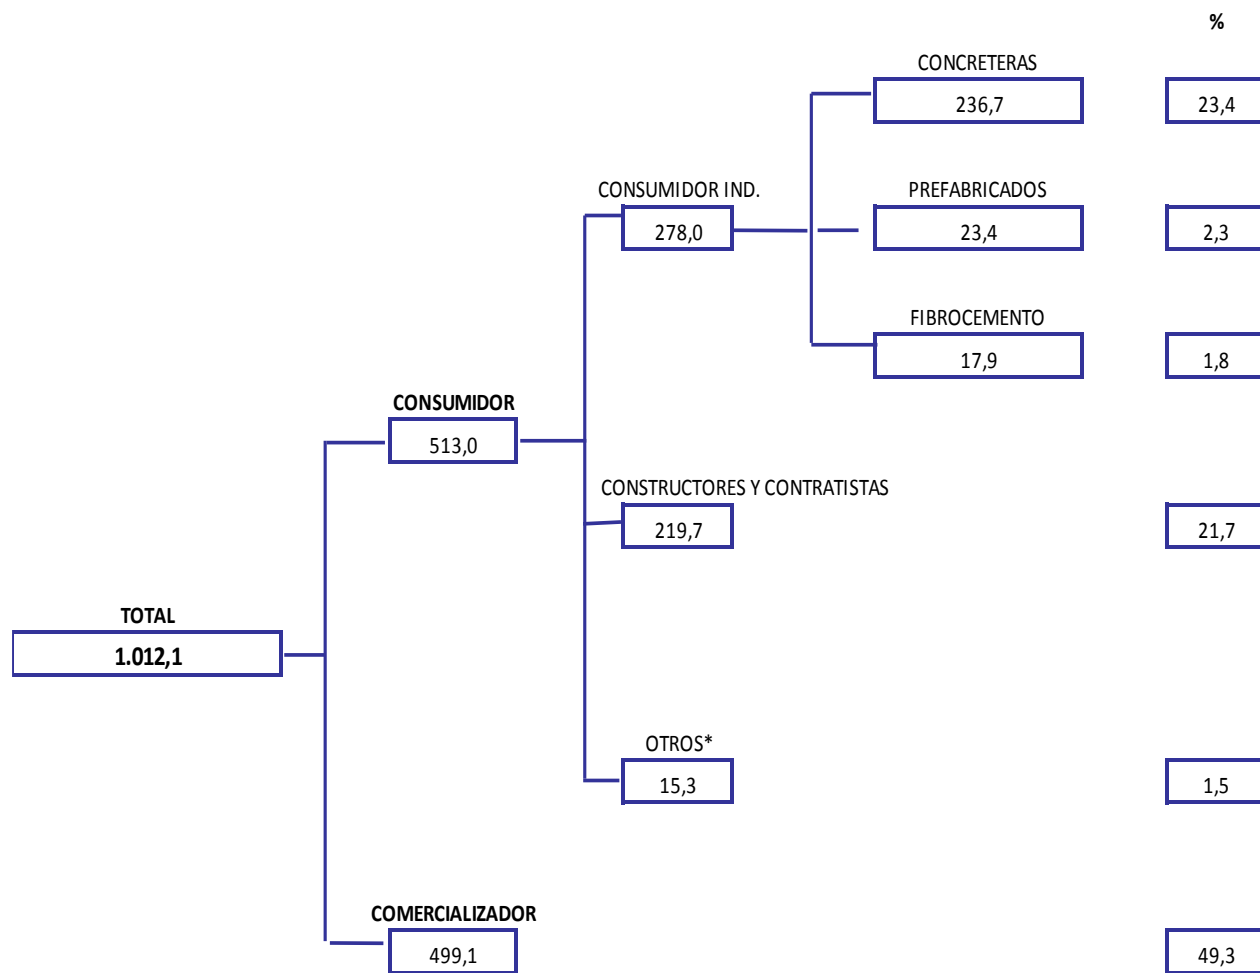 %
CONCRETERAS
236,7 23,4
CONSUMIDOR IND. PREFABRICADOS
278,0 23,4 2,3
FIBROCEMENTO
17,9 1,8
CONSUMIDOR
513,0
CONSTRUCTORES Y CONTRATISTAS
219,7 21,7
TOTAL
1.012,1
OTROS*
15,3 1,5
COMERCIALIZADOR
499,1 49,3